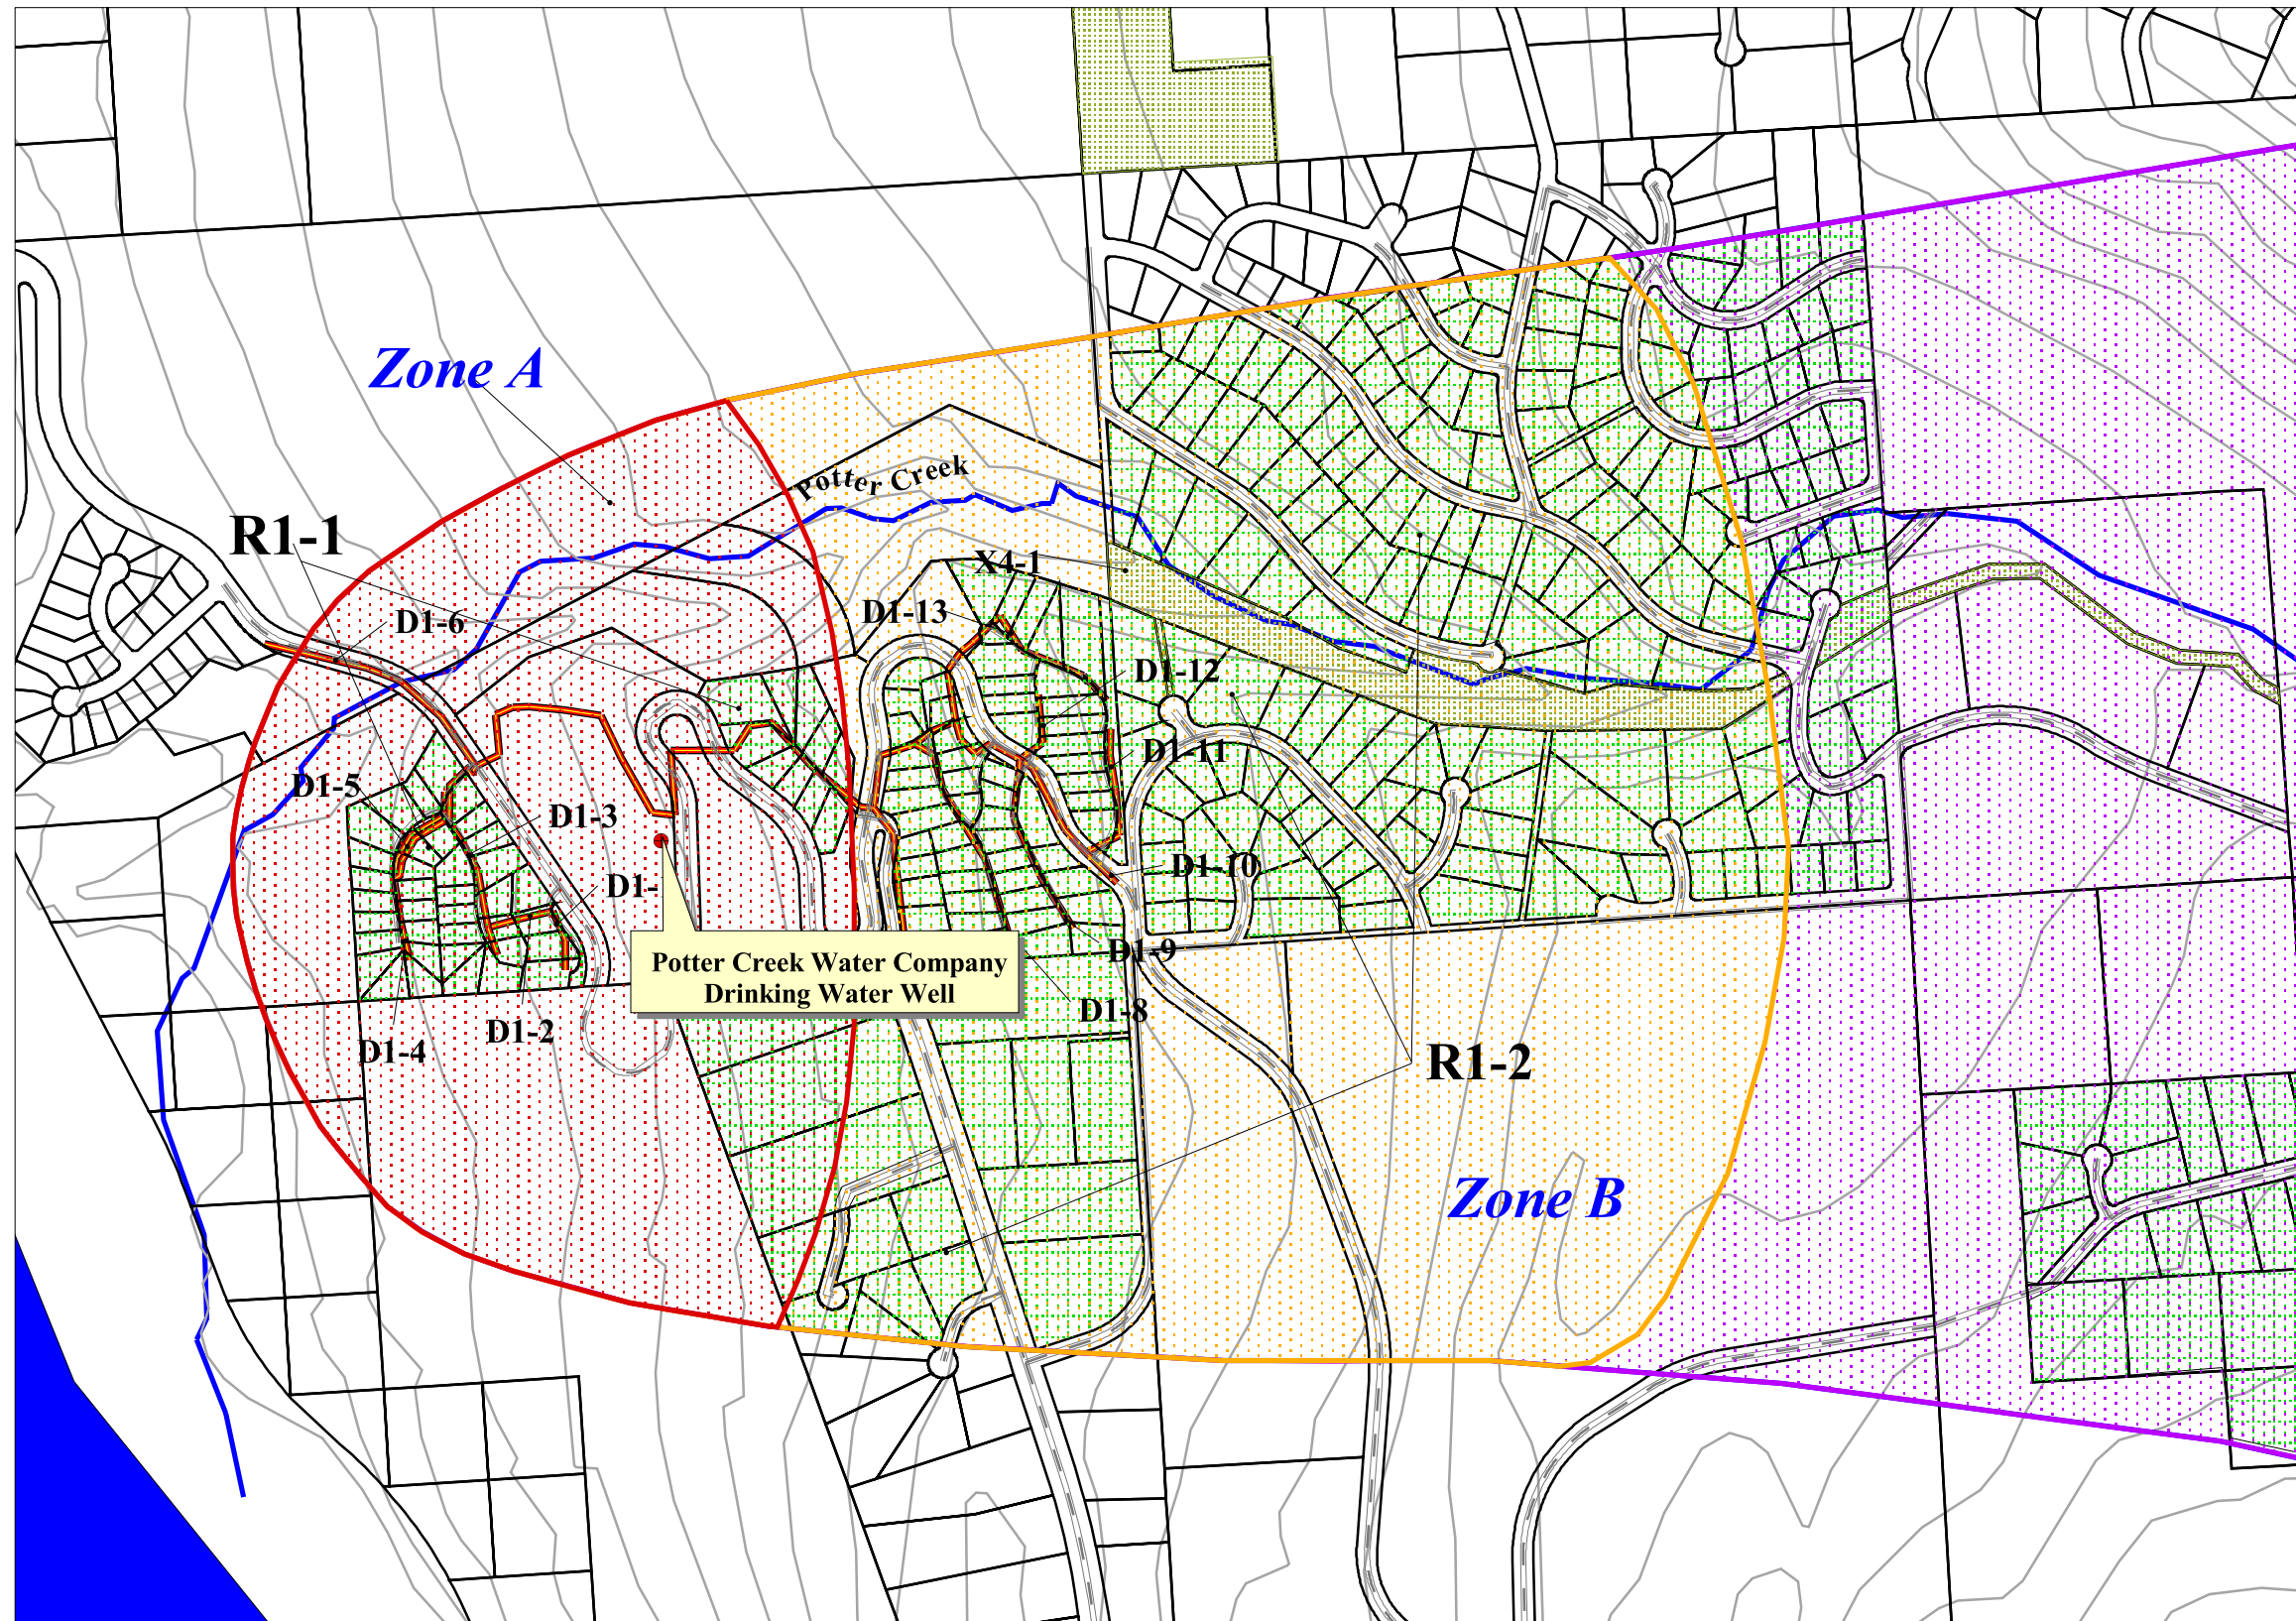 Zone A
Potter Creek
R1-1
X4-1
D1-13
D1-6
D1-12
D1-11
D1-5
D1-3
D1-10
D1-
D1-9
Potter Creek Water Company
Drinking Water Well
D1-8
D1-2
D1-4
R1-2
Zone B